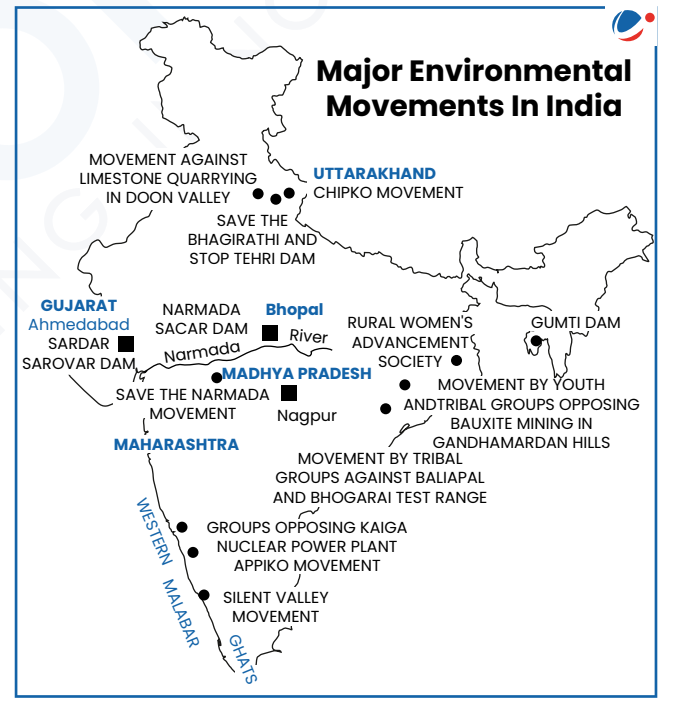 Major Environmental
Movements In India
MOVEMENT AGAINST
LIMESTONE QUARRYING
IN DOON VALLEY
UTTARAKHAND
CHIPKO MOVEMENT
SAVE THE
BHAGIRATHI AND
STOP TEHRI DAM
GUJARAT
Ahmedabad
SARDAR
SAROVAR DAM
NARMADA
SACAR DAM
Bhopal
River
Narmada
RURAL WOMEN'S
ADVANCEMENT
SOCIETY
GUMTI DAM
MADHYA PRADESH
SAVE THE NARMADA
MOVEMENT
Nagpur
MOVEMENT BY YOUTH
ANDTRIBAL GROUPS OPPOSING
BAUXITE MINING IN
GANDHAMARDAN HILLS
MAHARASHTRA
MOVEMENT BY TRIBAL
GROUPS AGAINST BALIAPAL
AND BHOGARAI TEST RANGE
WESTERN
MALABAR
GHATS
GROUPS OPPOSING KAIGA
NUCLEAR POWER PLANT
APPIKO MOVEMENT
SILENT VALLEY
MOVEMENT